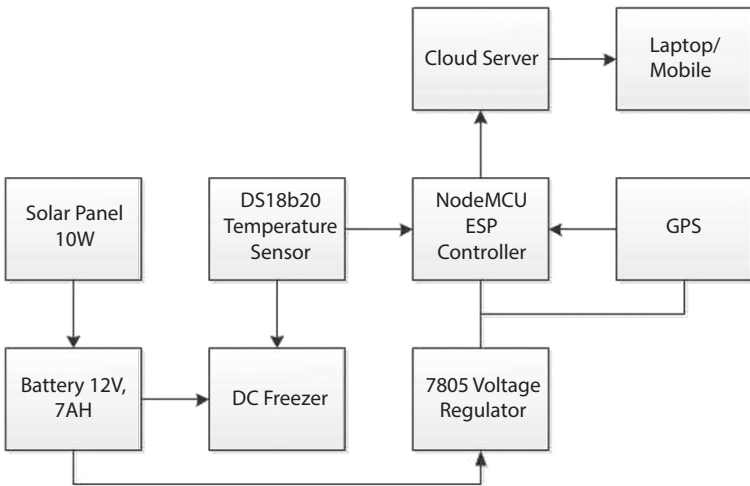 Cloud Server
Laptop/
Mobile
Solar Panel
10W
DS18b20
Temperature
Sensor
NodeMCU
ESP
Controller
GPS
Battery 12V,
7AH
DC Freezer
7805 Voltage
Regulator